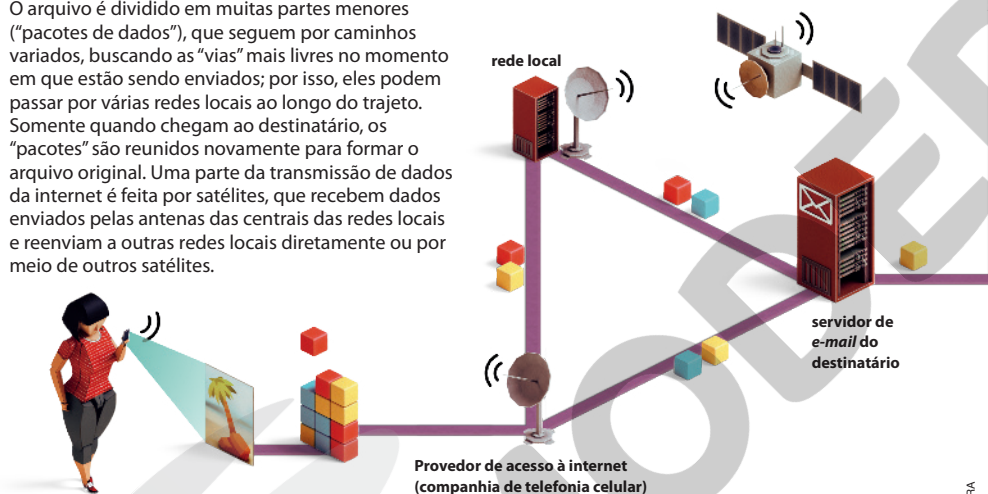 O arquivo é dividido em muitas partes menores
(“pacotes de dados”), que seguem por caminhos
variados, buscando as “vias” mais livres no momento
em que estão sendo enviados; por isso, eles podem
passar por várias redes locais ao longo do trajeto.
Somente quando chegam ao destinatário, os
“pacotes” são reunidos novamente para formar o
arquivo original. Uma parte da transmissão de dados
da internet é feita por satélites, que recebem dados
enviados pelas antenas das centrais das redes locais
e reenviam a outras redes locais diretamente ou por
meio de outros satélites.
rede local
servidor de
e-mail do
destinatário
Provedor de acesso à internet
(companhia de telefonia celular)